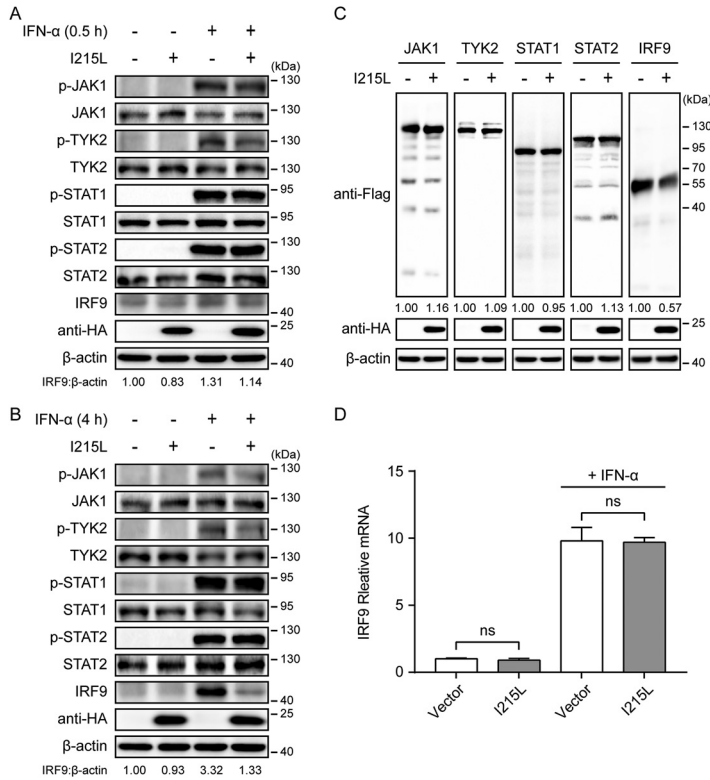 A
IFN-α (0.5 h) - - + +
I215L - + - +
(kDa)
p-JAK1 130
JAK1 130
p-TYK2 130
TYK2 130
p-STAT1 95
STAT1 95
p-STAT2 130
STAT2 130
IRF9 40
anti-HA 25
β-actin 40
IRF9:β-actin 1.00 0.83 1.31 1.14
B
IFN-α (4 h) - - + +
I215L - + - +
(kDa)
p-JAK1 130
JAK1 130
p-TYK2 130
TYK2 130
p-STAT1 95
STAT1 95
p-STAT2 130
STAT2 130
IRF9 40
anti-HA 25
β-actin 40
IRF9:β-actin 1.00 0.93 3.32 1.33
C
JAK1 TYK2 STAT1 STAT2 IRF9
I215L - + - + - + - + - +
(kDa)
130
95
70
anti-Flag 55
40
1.00 1.16 1.00 1.09 1.00 0.95 1.00 1.13 1.00 0.57
anti-HA 25
β-actin 40
D
IRF9 Rleative mRNA
15
10
5
0
+ IFN-α
ns
ns
Vector
I215L
Vector
I215L